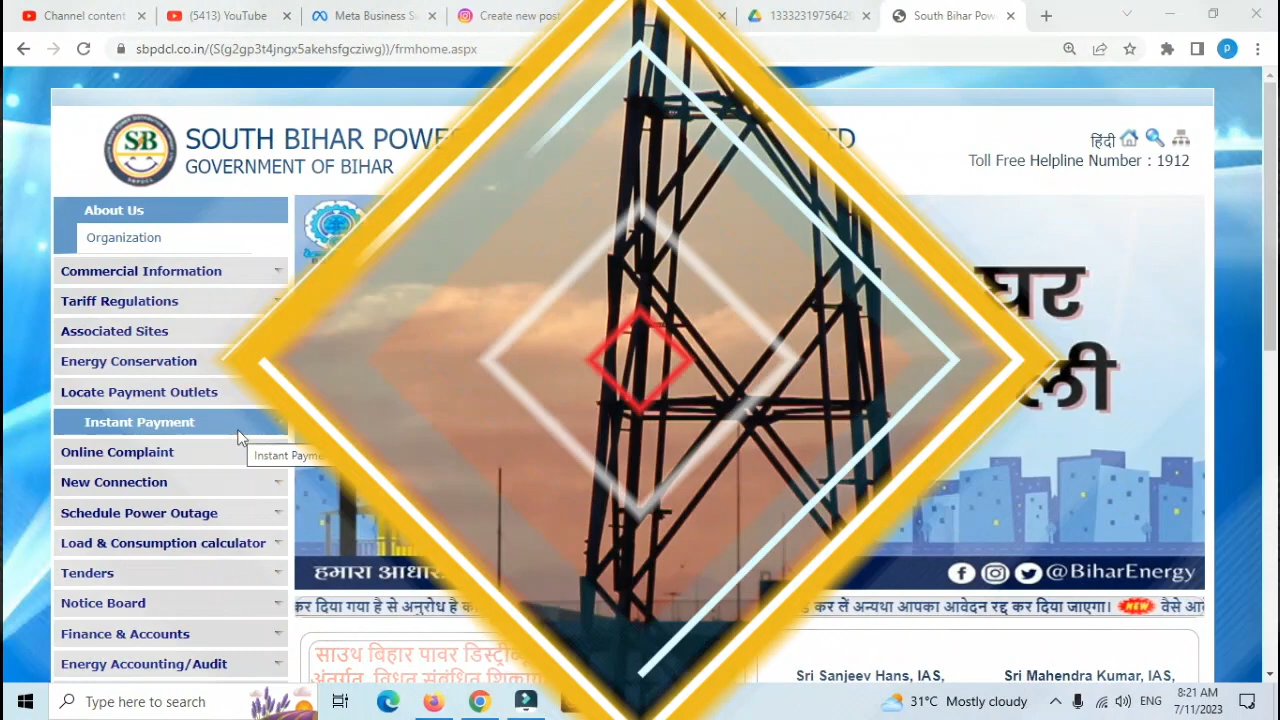 Channel content
(5413) YouTube
Meta Business S
Create new post
1333231975642
South Bihar Pow
sbpdcl.co.in/(S(g2gp3t4jngx5akehsfgcziwg))/frmhome.aspx
P
SB
SOUTH BIHAR POWE
TD
GOVERNMENT OF BIHAR
हिंदी
Toll Free Helpline Number : 1912
About Us
Organization
Commercial Information
Tariff Regulations
Associated Sites
Energy Conservation
Locate Payment Outlets
Instant Payment
Instant Payme
Online Complaint
New Connection
Schedule Power Outage
Load & Consumption calculator
Tenders
Notice Board
Finance & Accounts
Energy Accounting/Audit
घर
ली
हमारा आधार
@BiharEnergy
कर दिया गया है से अनुरोध है
कर लें अन्यथा आपका आवेदन रद्द कर दिया जाएगा।
NEW
वैसे आ
साउथ बिहार पावर डिस्ट्री
अंतर्गत, विधुत संबंधित शिका
Sri Sanjeev Hans, IAS,
Sri Mahendra Kumar, IAS,
Type here to search
31°C Mostly cloudy
ENG
8:21 AM
7/11/2023